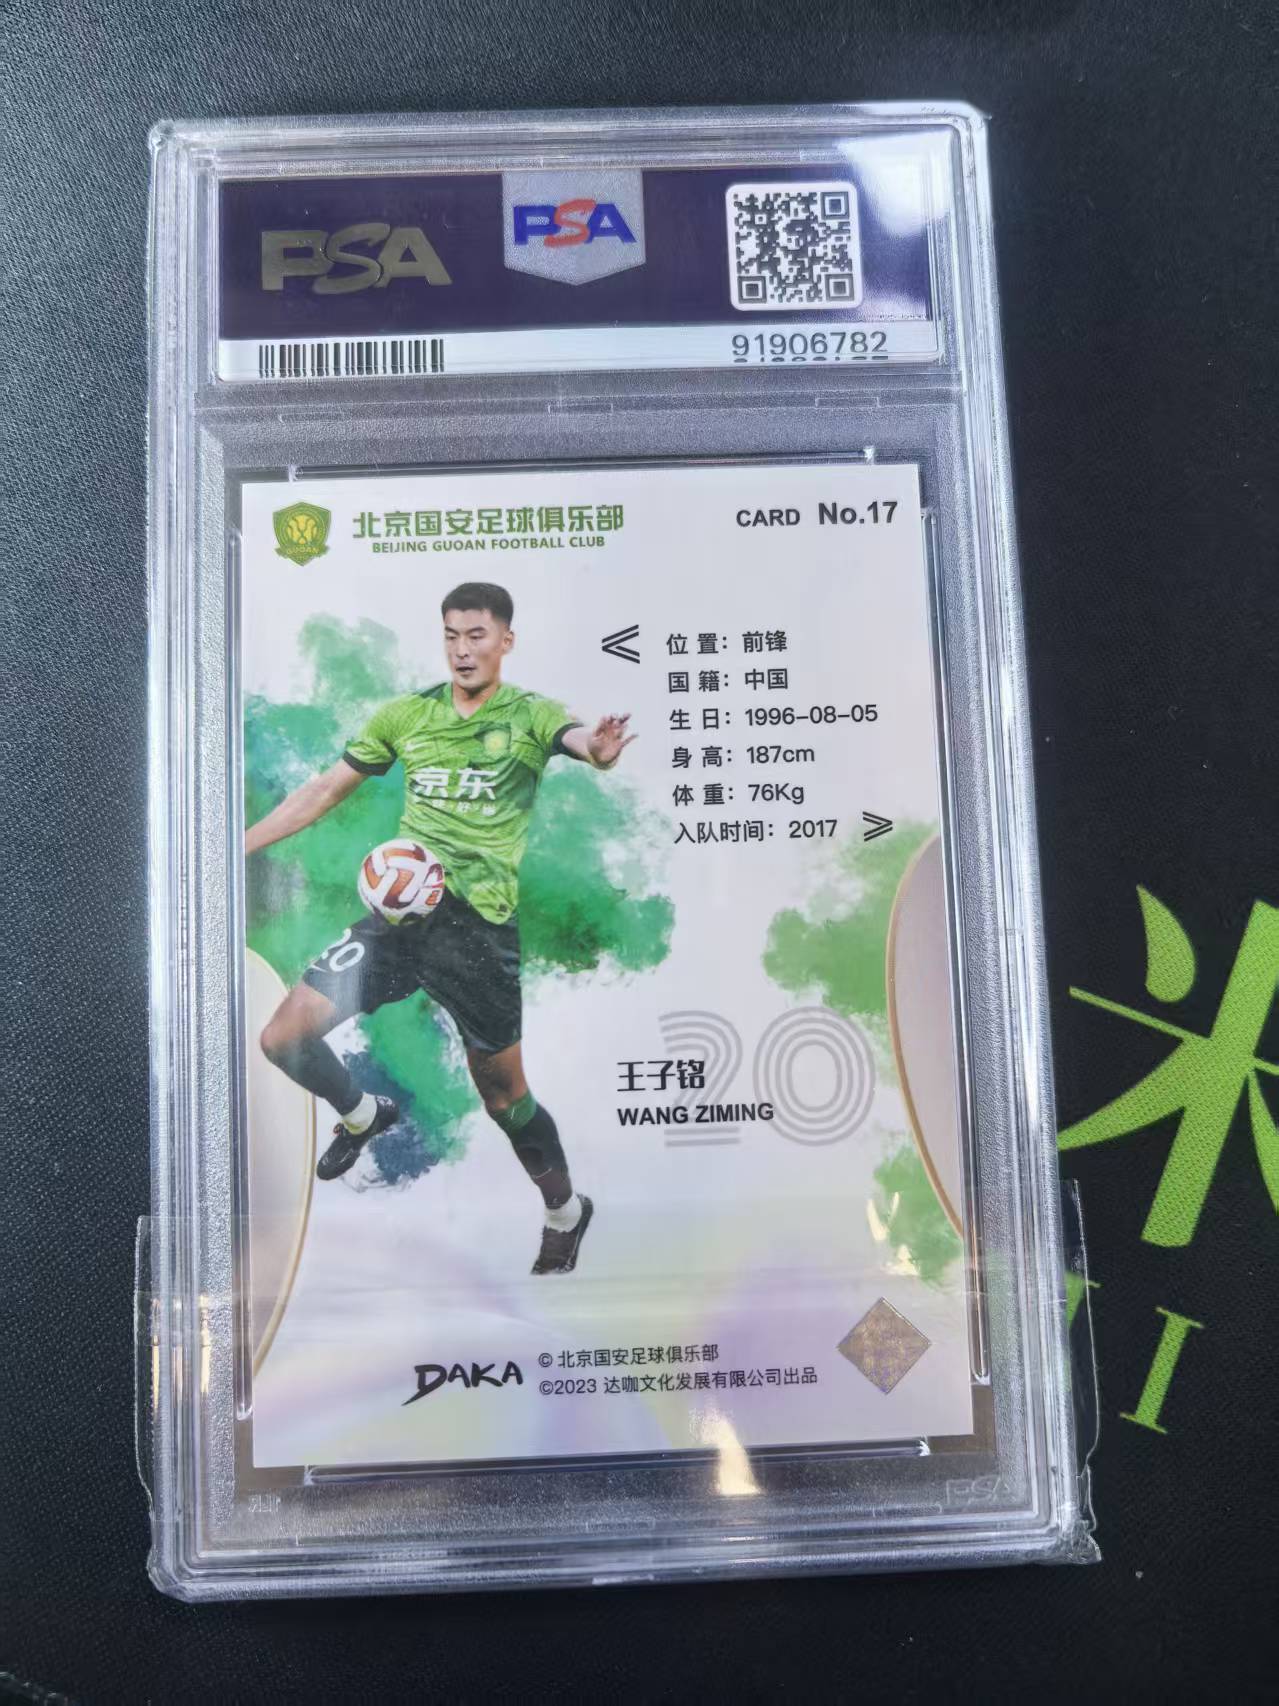 PSA
PSA
91906782
GUOAN
北京国安足球俱乐部
BEIJING GUOAN FOOTBALL CLUB
CARD No.17
位置：前锋
国籍：中国
生日：1996-08-05
身高：187cm
体重：76Kg
入队时间：2017
京东
20
20
王子铭
WANG ZIMING
DAKA
© 北京国安足球俱乐部
©2023 达咖文化发展有限公司出品
PSA